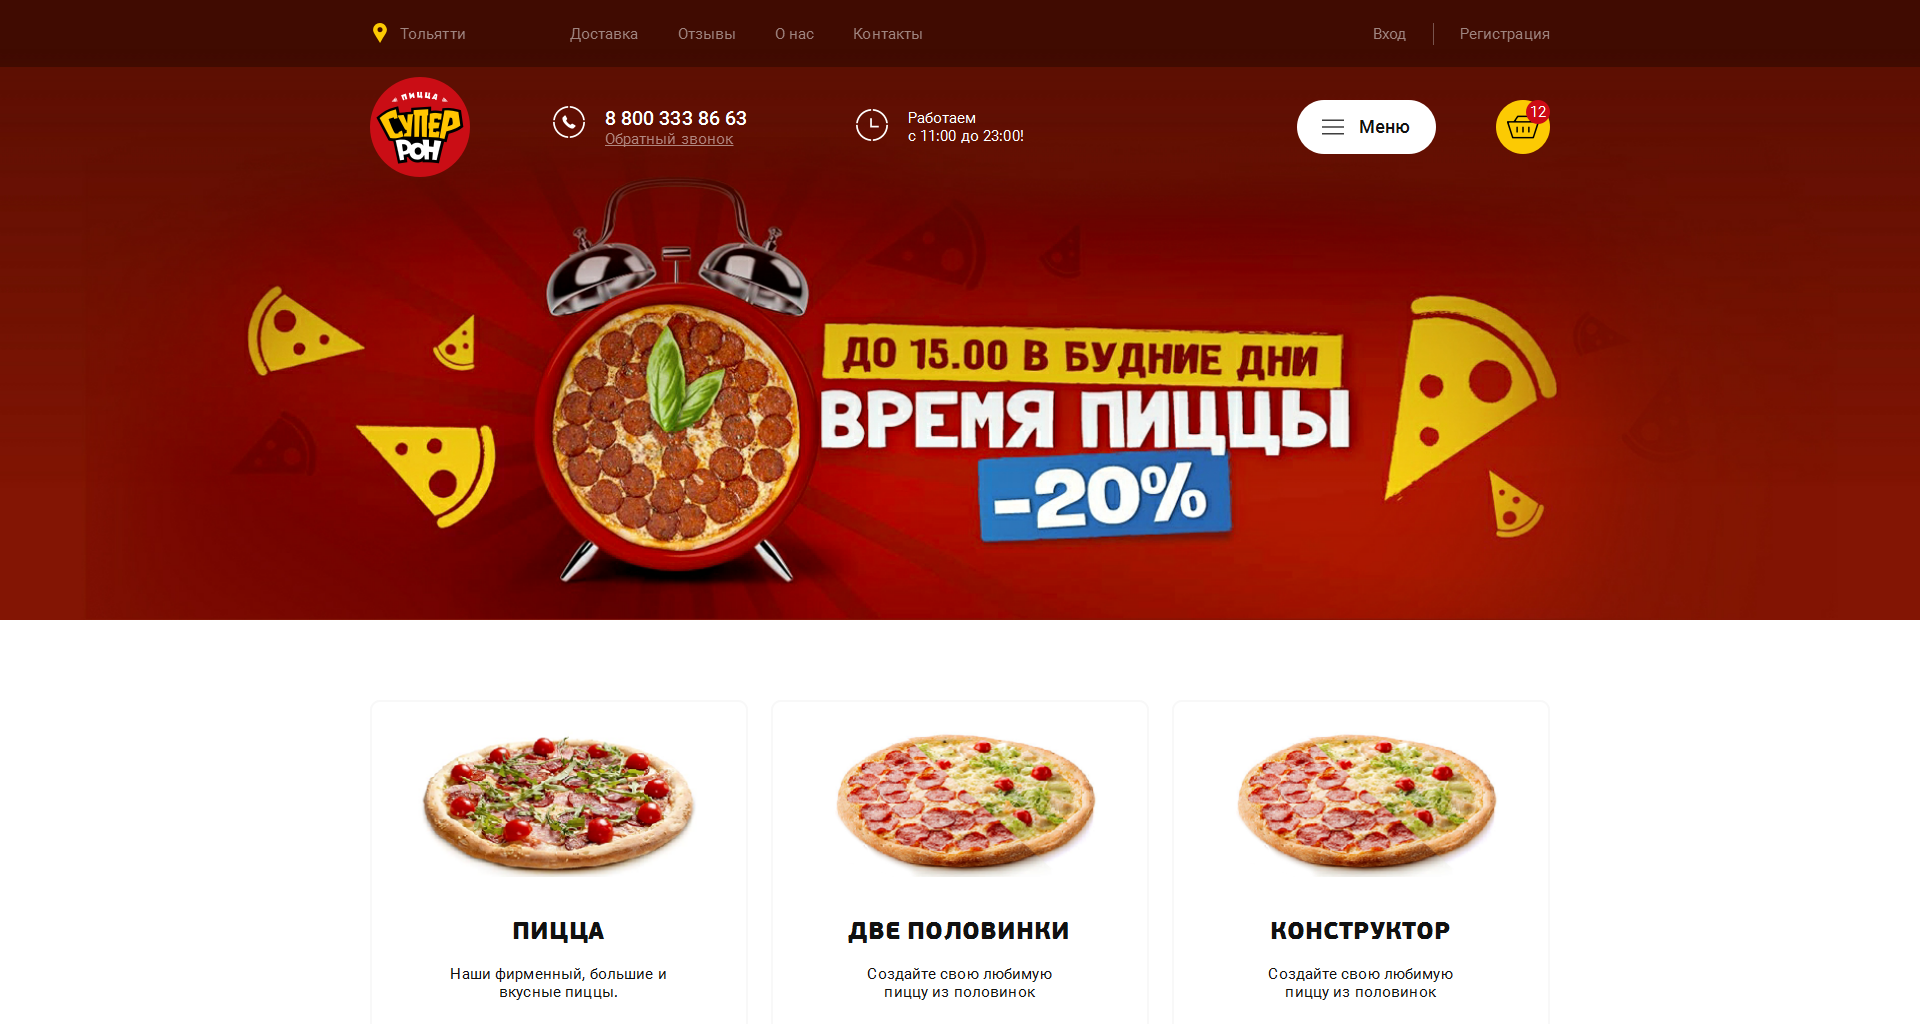 Тольятти
Доставка
Отзывы
О нас
Контакты
Вход
Регистрация
ПИЦЦА
СУПЕР
РОН
8 800 333 86 63
Обратный звонок
Работаем
с 11:00 до 23:00!
Меню
12
ДО 15.00 В БУДНИЕ ДНИ
ВРЕМЯ ПИЦЦЫ
-20%
ПИЦЦА
Наши фирменный, большие и
вкусные пиццы.
ДВЕ ПОЛОВИНКИ
Создайте свою любимую
пиццу из половинок
КОНСТРУКТОР
Создайте свою любимую
пиццу из половинок